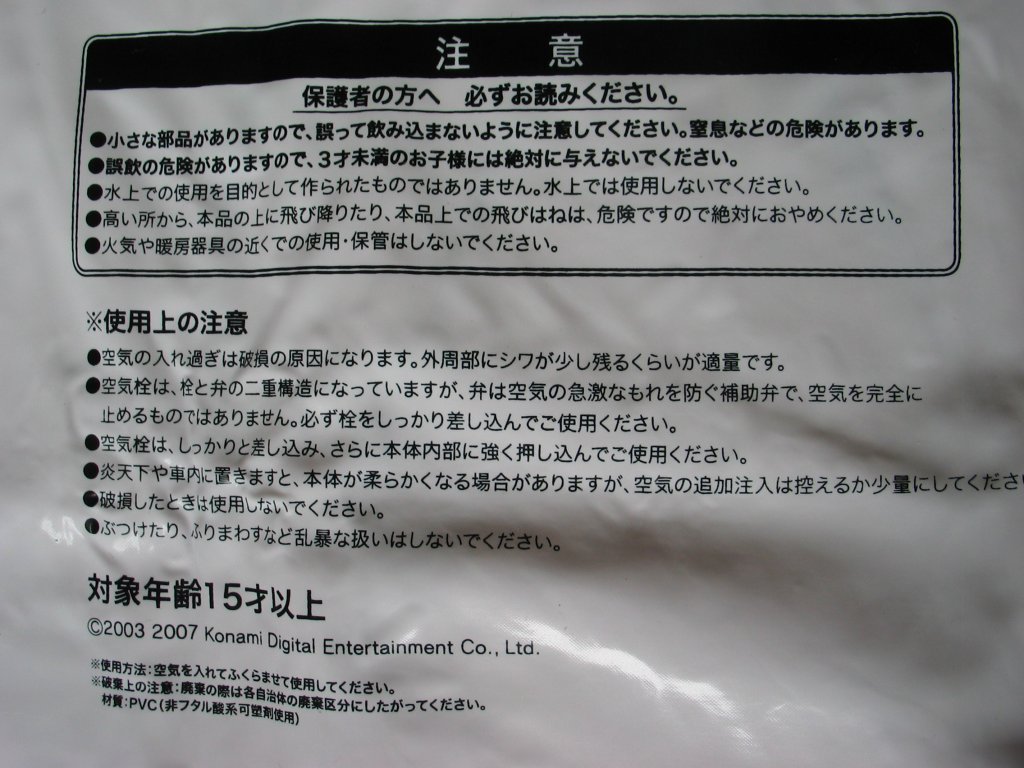 注　意
保護者の方へ　必ずお読みください。
●小さな部品がありますので、誤って飲み込まないように注意してください。窒息などの危険があります。
●誤飲の危険がありますので、3才未満のお子様には絶対に与えないでください。
●水上での使用を目的として作られたものではありません。水上では使用しないでください。
●高い所から、本品の上に飛び降りたり、本品上での飛びはねは、危険ですので絶対におやめください。
●火気や暖房器具の近くでの使用・保管はしないでください。
※使用上の注意
●空気の入れ過ぎは破損の原因になります。外周部にシワが少し残るくらいが適量です。
●空気栓は、栓と弁の二重構造になっていますが、弁は空気の急激なもれを防ぐ補助弁で、空気を完全に
止めるものではありません。必ず栓をしっかり差し込んでご使用ください。
●空気栓は、しっかりと差し込み、さらに本体内部に強く押し込んでご使用ください。
●炎天下や車内に置きますと、本体が柔らかくなる場合がありますが、空気の追加注入は控えるか少量にしてくださ
●破損したときは使用しないでください。
●ぶつけたり、ふりまわすなど乱暴な扱いはしないでください。
対象年齢15才以上
©2003 2007 Konami Digital Entertainment Co., Ltd.
※使用方法：空気を入れてふくらませて使用してください。
※破棄上の注意：廃棄の際は各自治体の廃棄区分にしたがってください。
材質：PVC（非フタル酸系可塑剤使用）